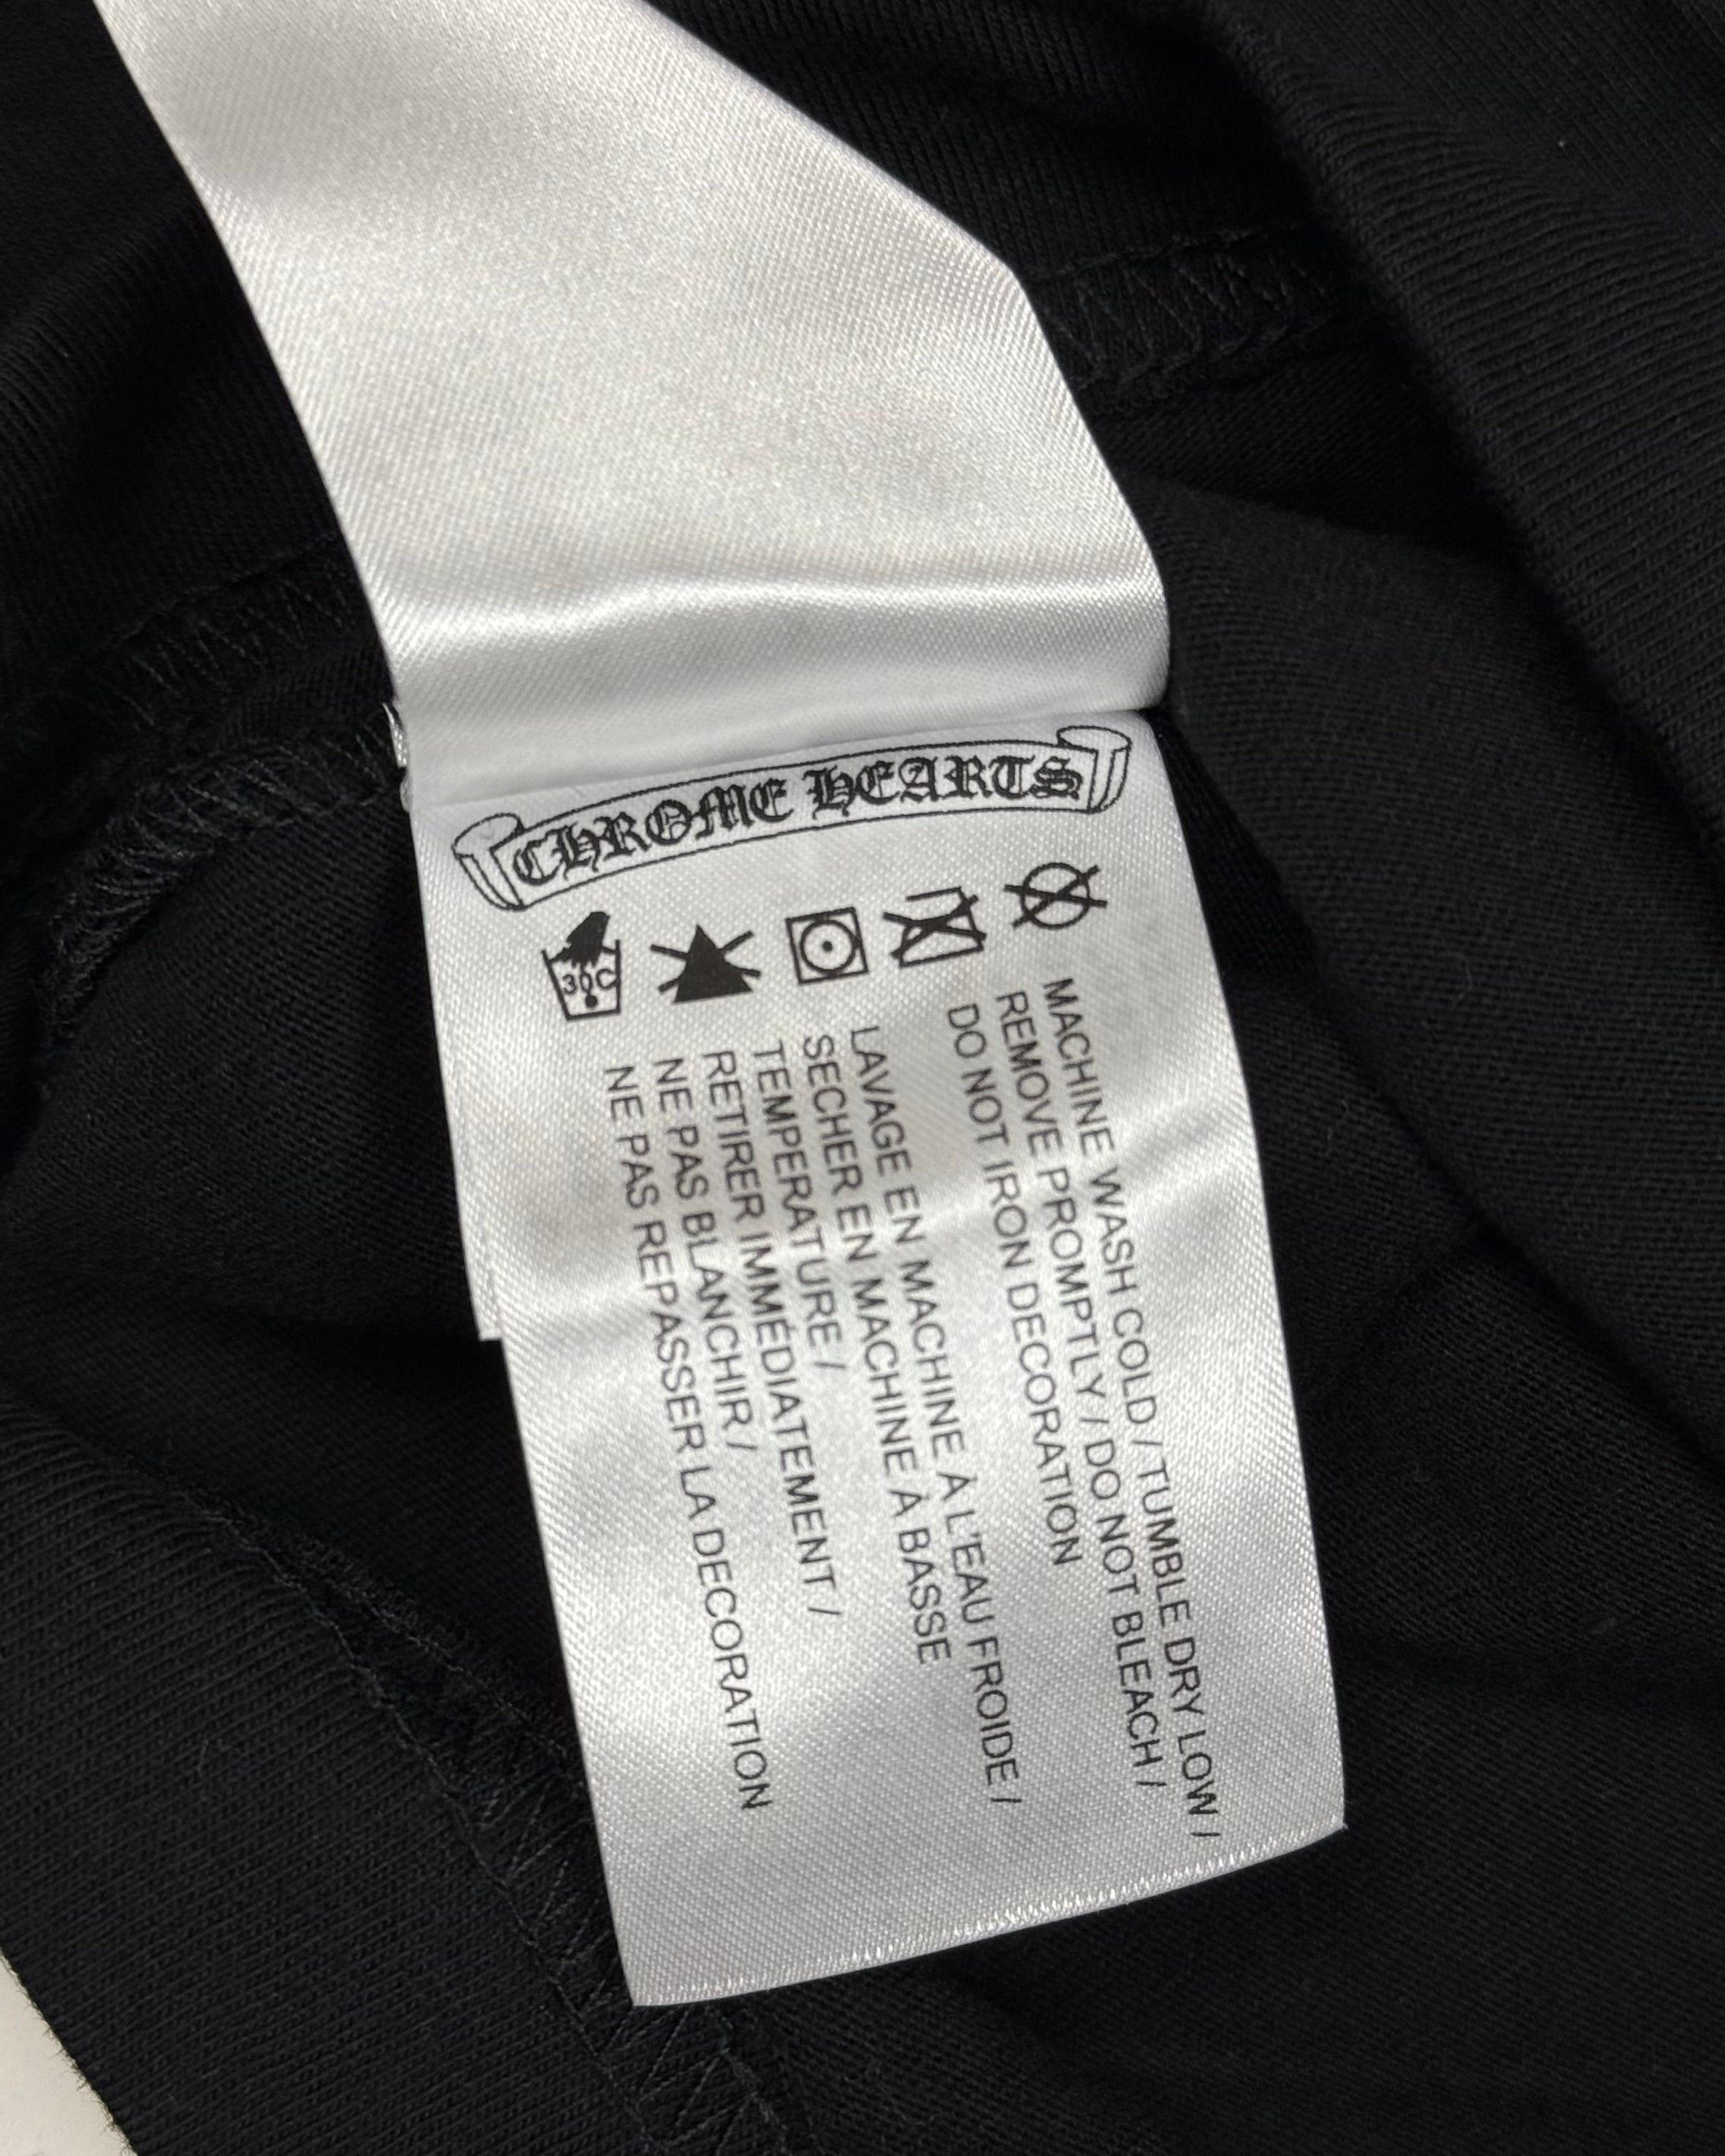 CHROME HEARTS
30C
MACHINE WASH COLD / TUMBLE DRY LOW /
REMOVE PROMPTLY / DO NOT BLEACH /
DO NOT IRON DECORATION
LAVAGE EN MACHINE À L'EAU FROIDE /
SECHER EN MACHINE À BASSE
TEMPERATURE /
RETIRER IMMÉDIATEMENT /
NE PAS BLANCHIR /
NE PAS REPASSER LA DECORATION